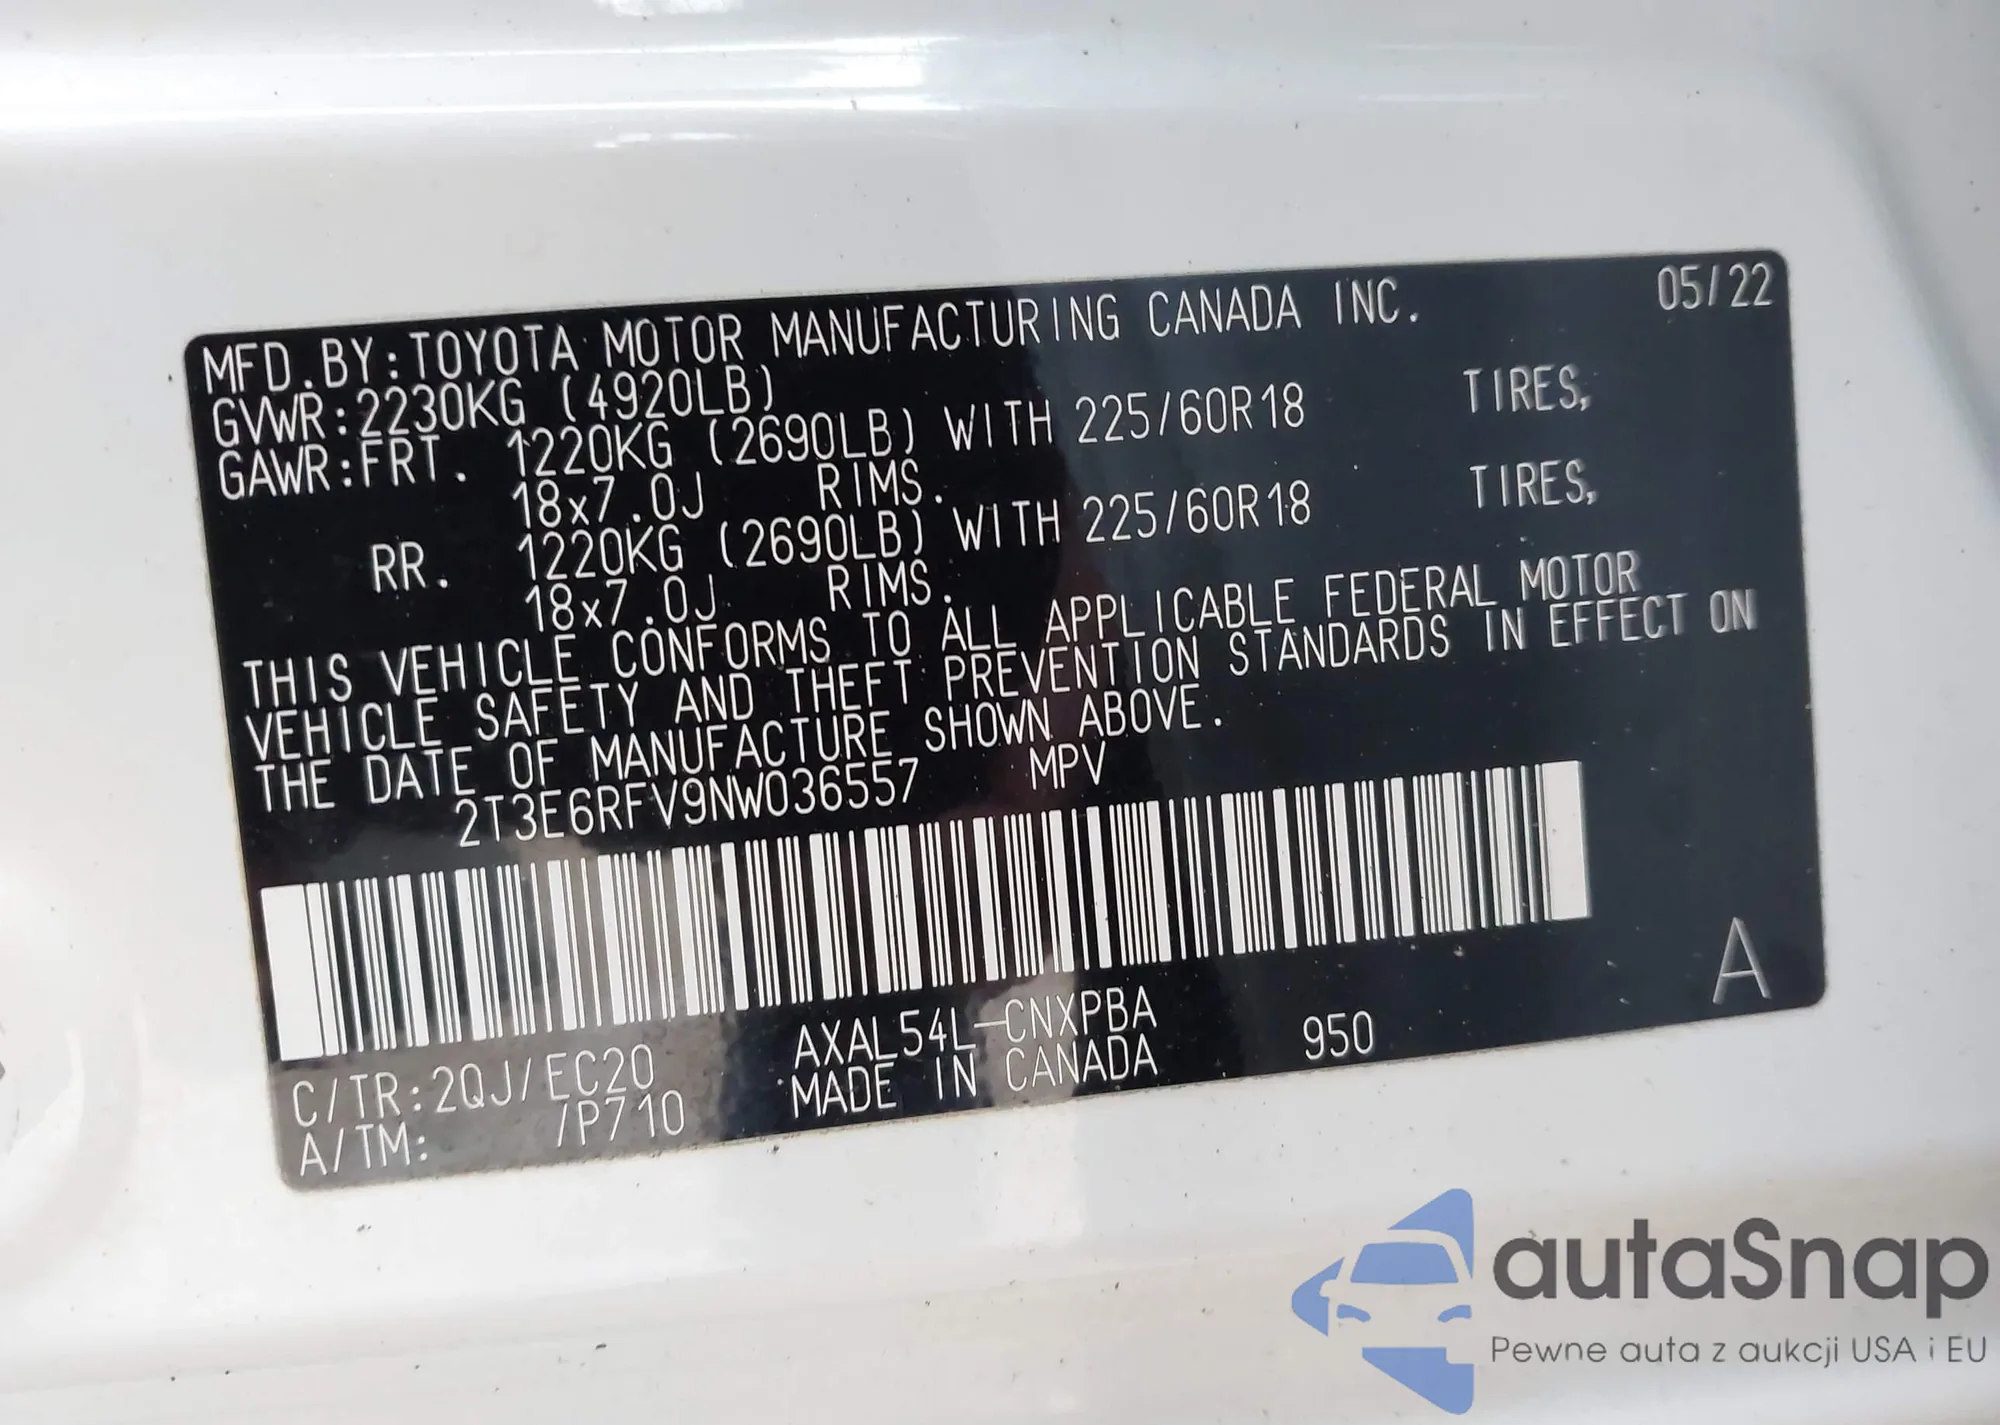 MFD.BY:TOYOTA MOTOR MANUFACTURING CANADA INC. 05/22
GVWR:2230KG (4920LB)
GAWR:FRT. 1220KG (2690LB) WITH 225/60R18 TIRES,
18x7.0J RIMS.
RR. 1220KG (2690LB) WITH 225/60R18 TIRES,
18x7.0J RIMS.
THIS VEHICLE CONFORMS TO ALL APPLICABLE FEDERAL MOTOR
VEHICLE SAFETY AND THEFT PREVENTION STANDARDS IN EFFECT ON
THE DATE OF MANUFACTURE SHOWN ABOVE.
2T3E6RFV9NW036557 MPV
A
C/TR:2QJ/EC20 AXAL54L-CNXPBA 950
A/TM: /P710 MADE IN CANADA
autaSnap
Pewne auta z aukcji USA i EU